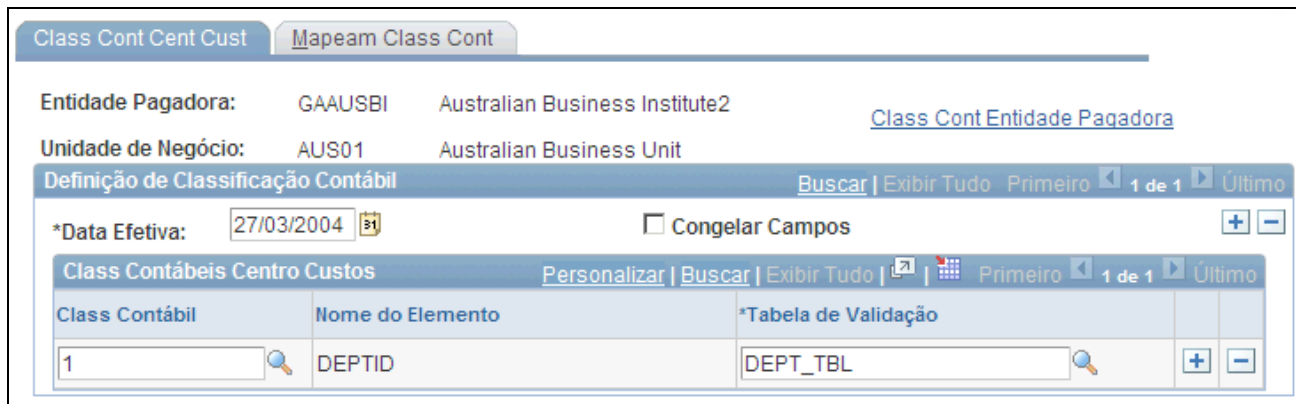 Class Cont Cent Cust Mapeam Class Cont
Entidade Pagadora: GAAUSBI Australian Business Institute2 Class Cont Entidade Pagadora
Unidade de Negócio: AUS01 Australian Business Unit
Definição de Classificação Contábil Buscar | Exibir Tudo Primeiro 1 de 1 Último
*Data Efetiva: 27/03/2004 31 Congelar Campos + −
Class Contábeis Centro Custos Personalizar | Buscar | Exibir Tudo | | Primeiro 1 de 1 Último
Class Contábil Nome do Elemento *Tabela de Validação
1 DEPTID DEPT_TBL + −